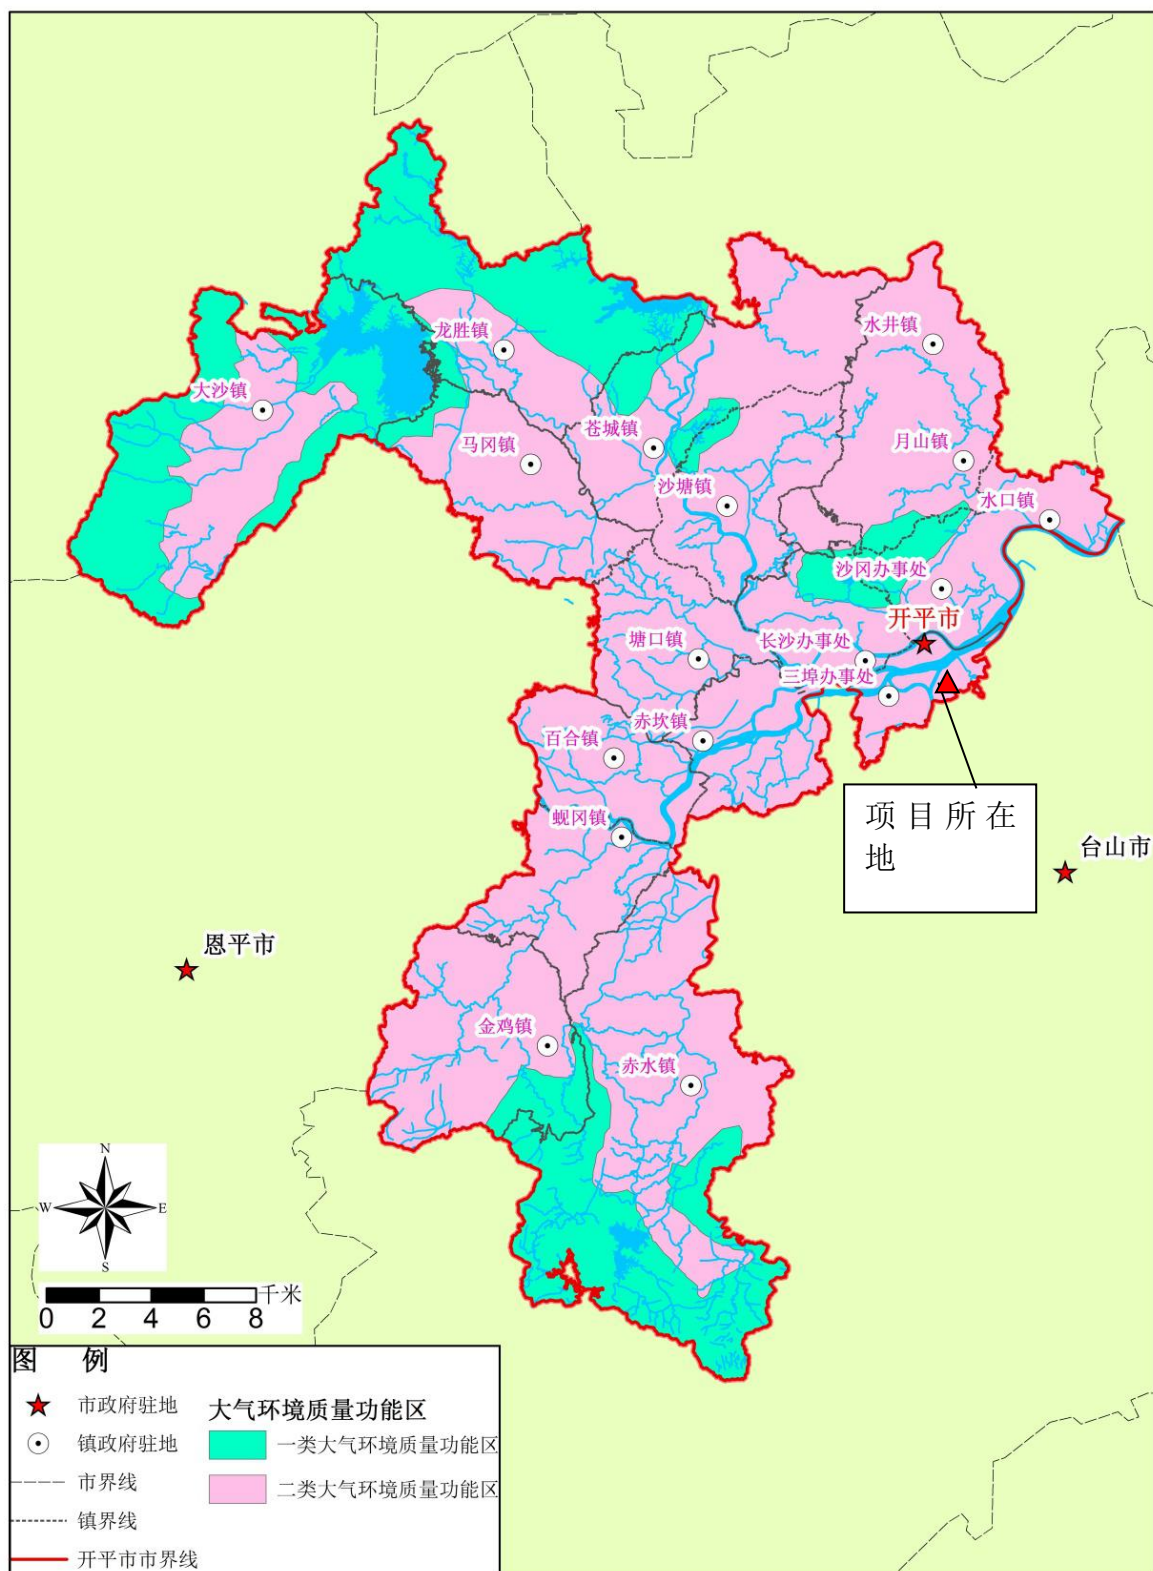 龙胜镇
水井镇
大沙镇
马冈镇
苍城镇
月山镇
沙塘镇
水口镇
沙冈办事处
开平市
塘口镇
长沙办事处
三埠办事处
赤坎镇
百合镇
项目所在
地
蚬冈镇
台山市
恩平市
金鸡镇
赤水镇
N
W
E
S
千米
0 2 4 6 8
图 例
市政府驻地
大气环境质量功能区
镇政府驻地
一类大气环境质量功能区
市界线
二类大气环境质量功能区
镇界线
开平市市界线